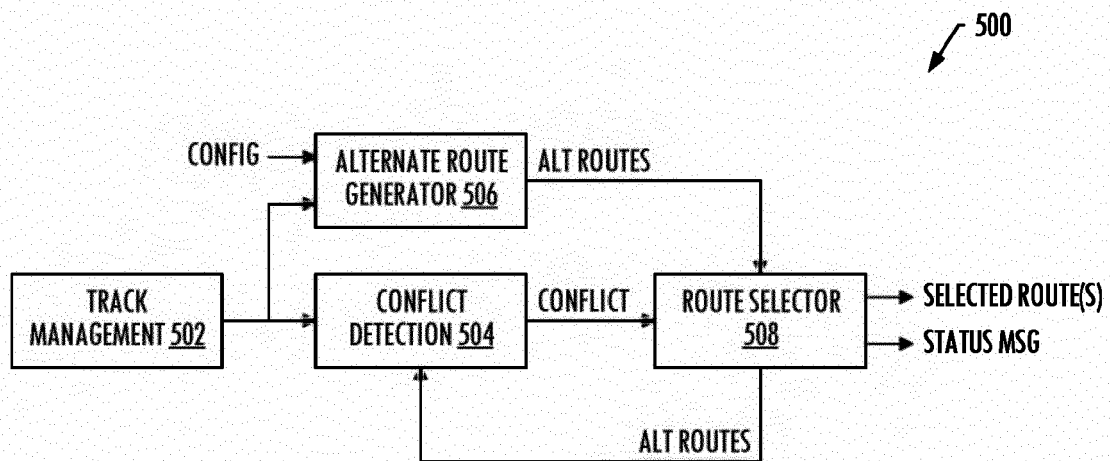 500
CONFIG
ALTERNATE ROUTE
GENERATOR 506
ALT ROUTES
TRACK
MANAGEMENT 502
CONFLICT
DETECTION 504
CONFLICT
ROUTE SELECTOR
508
SELECTED ROUTE(S)
STATUS MSG
ALT ROUTES